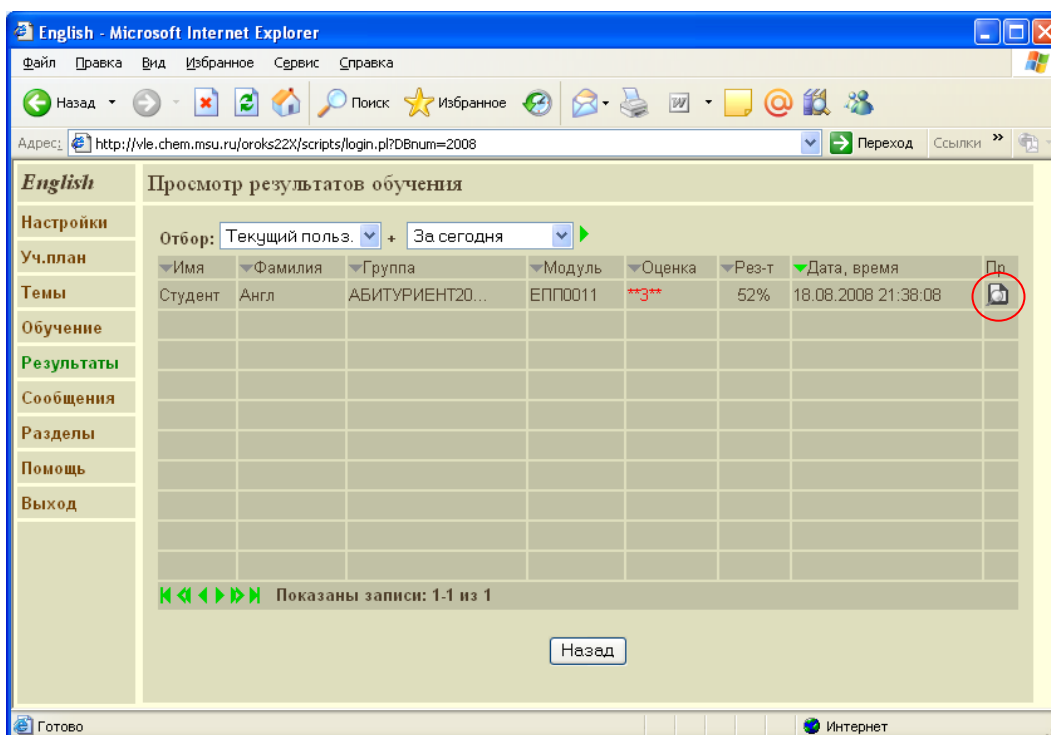 English - Microsoft Internet Explorer
Файл Правка Вид Избранное Сервис Справка
Назад Поиск Избранное
Адрес: http://vle.chem.msu.ru/oroks22X/scripts/login.pl?DBnum=2008 Переход Ссылки »
English Просмотр результатов обучения
Настройки
Отбор: Текущий польз. + За сегодня
Уч.план
Имя Фамилия Группа Модуль Оценка Рез-т Дата, время Пр
Темы
Студент Англ АБИТУРИЕНТ20... ЕПП0011 **3** 52% 18.08.2008 21:38:08
Обучение
Результаты
Сообщения
Разделы
Помощь
Выход
Показаны записи: 1-1 из 1
Назад
Готово Интернет